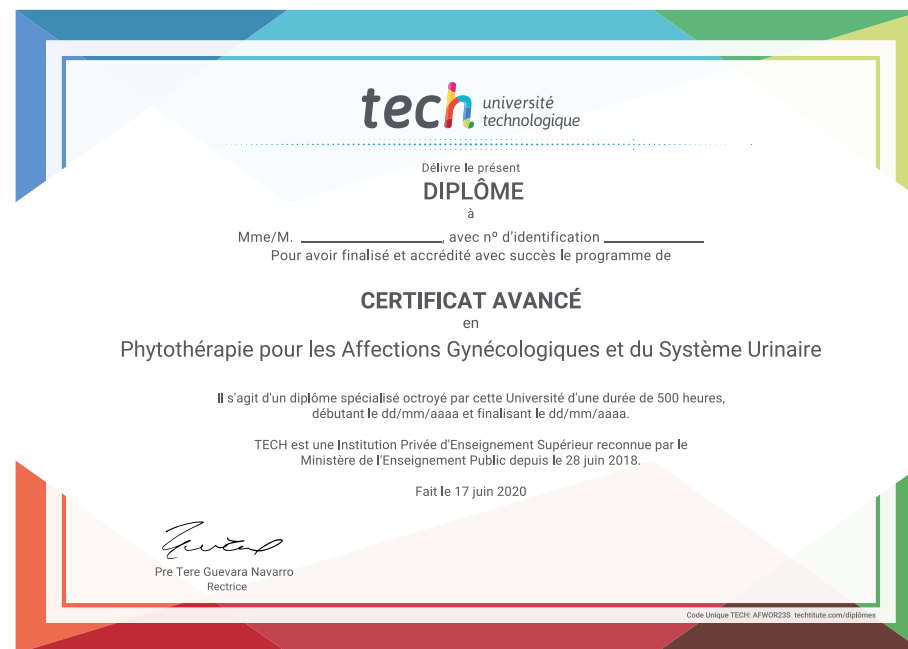 tech université
technologique
Délivre le présent
DIPLÔME
à
Mme/M. ____________, avec nº d'identification ____________
Pour avoir finalisé et accrédité avec succès le programme de
CERTIFICAT AVANCÉ
en
Phytothérapie pour les Affections Gynécologiques et du Système Urinaire
Il s'agit d'un diplôme spécialisé octroyé par cette Université d'une durée de 500 heures,
débutant le dd/mm/aaaa et finalisant le dd/mm/aaaa.
TECH est une Institution Privée d'Enseignement Supérieur reconnue par le
Ministère de l'Enseignement Public depuis le 28 juin 2018.
Fait le 17 juin 2020
Pre Tere Guevara Navarro
Rectrice
Code Unique TECH: AFWOR23S techtitute.com/diplômes